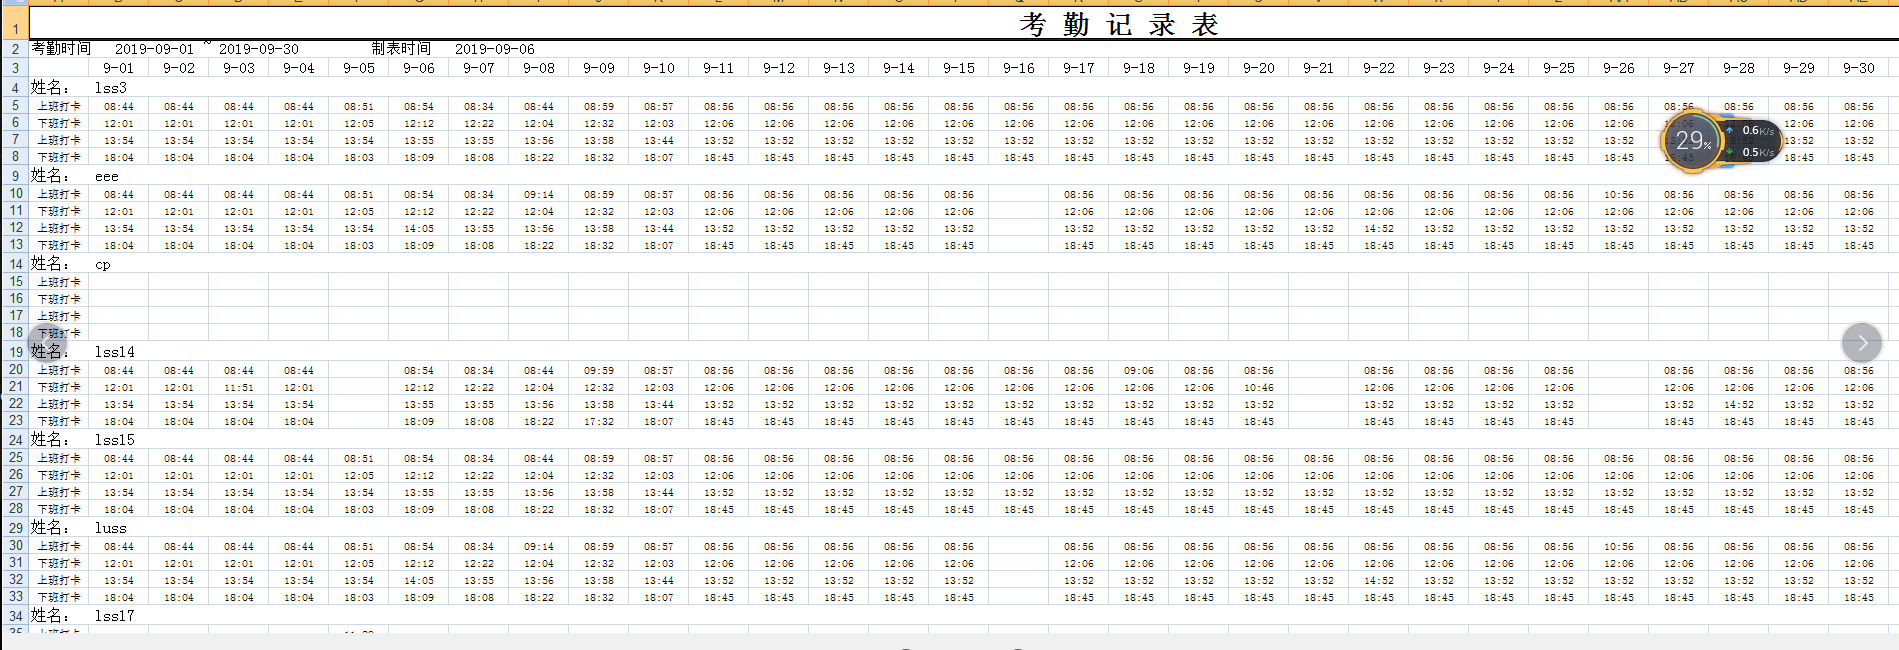 1 考勤记录表
2 考勤时间 2019-09-01 ~ 2019-09-30 制表时间 2019-09-06
3 9-01 9-02 9-03 9-04 9-05 9-06 9-07 9-08 9-09 9-10 9-11 9-12 9-13 9-14 9-15 9-16 9-17 9-18 9-19 9-20 9-21 9-22 9-23 9-24 9-25 9-26 9-27 9-28 9-29 9-30
4 姓名： lss3
5 上班打卡 08:44 08:44 08:44 08:44 08:51 08:54 08:34 08:44 08:59 08:57 08:56 08:56 08:56 08:56 08:56 08:56 08:56 08:56 08:56 08:56 08:56 08:56 08:56 08:56 08:56 08:56 08:56 08:56 08:56
6 下班打卡 12:01 12:01 12:01 12:01 12:05 12:12 12:22 12:04 12:32 12:03 12:06 12:06 12:06 12:06 12:06 12:06 12:06 12:06 12:06 12:06 12:06 12:06 12:06 12:06 12:06 12:06 12:06 12:06
7 上班打卡 13:54 13:54 13:54 13:54 13:54 13:55 13:55 13:56 13:58 13:44 13:52 13:52 13:52 13:52 13:52 13:52 13:52 13:52 13:52 13:52 13:52 13:52 13:52 13:52 13:52 13:52 13:52
8 下班打卡 18:04 18:04 18:04 18:04 18:03 18:09 18:08 18:22 18:32 18:07 18:45 18:45 18:45 18:45 18:45 18:45 18:45 18:45 18:45 18:45 18:45 18:45 18:45 18:45 18:45 18:45 18:45
29%
0.6K/s
0.5K/s
9 姓名： eee
10 上班打卡 08:44 08:44 08:44 08:44 08:51 08:54 08:34 09:14 08:59 08:57 08:56 08:56 08:56 08:56 08:56 08:56 08:56 08:56 08:56 08:56 08:56 08:56 08:56 08:56 10:56 08:56 08:56 08:56 08:56
11 下班打卡 12:01 12:01 12:01 12:01 12:05 12:12 12:22 12:04 12:32 12:03 12:06 12:06 12:06 12:06 12:06 12:06 12:06 12:06 12:06 12:06 12:06 12:06 12:06 12:06 12:06 12:06 12:06 12:06 12:06
12 上班打卡 13:54 13:54 13:54 13:54 13:54 14:05 13:55 13:56 13:58 13:44 13:52 13:52 13:52 13:52 13:52 13:52 13:52 13:52 13:52 13:52 14:52 13:52 13:52 13:52 13:52 13:52 13:52 13:52 13:52
13 下班打卡 18:04 18:04 18:04 18:04 18:03 18:09 18:08 18:22 18:32 18:07 18:45 18:45 18:45 18:45 18:45 18:45 18:45 18:45 18:45 18:45 18:45 18:45 18:45 18:45 18:45 18:45 18:45 18:45 18:45
14 姓名： cp
15 上班打卡
16 下班打卡
17 上班打卡
18 下班打卡
19 姓名： lss14
20 上班打卡 08:44 08:44 08:44 08:44 08:54 08:34 08:44 09:59 08:57 08:56 08:56 08:56 08:56 08:56 08:56 08:56 09:06 08:56 08:56 08:56 08:56 08:56 08:56 08:56 08:56 08:56 08:56
21 下班打卡 12:01 12:01 11:51 12:01 12:12 12:22 12:04 12:32 12:03 12:06 12:06 12:06 12:06 12:06 12:06 12:06 12:06 12:06 10:46 12:06 12:06 12:06 12:06 12:06 12:06 12:06 12:06
22 上班打卡 13:54 13:54 13:54 13:54 13:55 13:55 13:56 13:58 13:44 13:52 13:52 13:52 13:52 13:52 13:52 13:52 13:52 13:52 13:52 13:52 13:52 13:52 13:52 13:52 14:52 13:52 13:52
23 下班打卡 18:04 18:04 18:04 18:04 18:09 18:08 18:22 17:32 18:07 18:45 18:45 18:45 18:45 18:45 18:45 18:45 18:45 18:45 18:45 18:45 18:45 18:45 18:45 18:45 18:45 18:45 18:45
24 姓名： lss15
25 上班打卡 08:44 08:44 08:44 08:44 08:51 08:54 08:34 08:44 08:59 08:57 08:56 08:56 08:56 08:56 08:56 08:56 08:56 08:56 08:56 08:56 08:56 08:56 08:56 08:56 08:56 08:56 08:56 08:56 08:56 08:56
26 下班打卡 12:01 12:01 12:01 12:01 12:05 12:12 12:22 12:04 12:32 12:03 12:06 12:06 12:06 12:06 12:06 12:06 12:06 12:06 12:06 12:06 12:06 12:06 12:06 12:06 12:06 12:06 12:06 12:06 12:06 12:06
27 上班打卡 13:54 13:54 13:54 13:54 13:54 13:55 13:55 13:56 13:58 13:44 13:52 13:52 13:52 13:52 13:52 13:52 13:52 13:52 13:52 13:52 13:52 13:52 13:52 13:52 13:52 13:52 13:52 13:52 13:52 13:52
28 下班打卡 18:04 18:04 18:04 18:04 18:03 18:09 18:08 18:22 18:32 18:07 18:45 18:45 18:45 18:45 18:45 18:45 18:45 18:45 18:45 18:45 18:45 18:45 18:45 18:45 18:45 18:45 18:45 18:45 18:45 18:45
29 姓名： luss
30 上班打卡 08:44 08:44 08:44 08:44 08:51 08:54 08:34 09:14 08:59 08:57 08:56 08:56 08:56 08:56 08:56 08:56 08:56 08:56 08:56 08:56 08:56 08:56 08:56 08:56 10:56 08:56 08:56 08:56 08:56
31 下班打卡 12:01 12:01 12:01 12:01 12:05 12:12 12:22 12:04 12:32 12:03 12:06 12:06 12:06 12:06 12:06 12:06 12:06 12:06 12:06 12:06 12:06 12:06 12:06 12:06 12:06 12:06 12:06 12:06 12:06
32 上班打卡 13:54 13:54 13:54 13:54 13:54 14:05 13:55 13:56 13:58 13:44 13:52 13:52 13:52 13:52 13:52 13:52 13:52 13:52 13:52 13:52 14:52 13:52 13:52 13:52 13:52 13:52 13:52 13:52 13:52
33 下班打卡 18:04 18:04 18:04 18:04 18:03 18:09 18:08 18:22 18:32 18:07 18:45 18:45 18:45 18:45 18:45 18:45 18:45 18:45 18:45 18:45 18:45 18:45 18:45 18:45 18:45 18:45 18:45 18:45 18:45
34 姓名： lss17